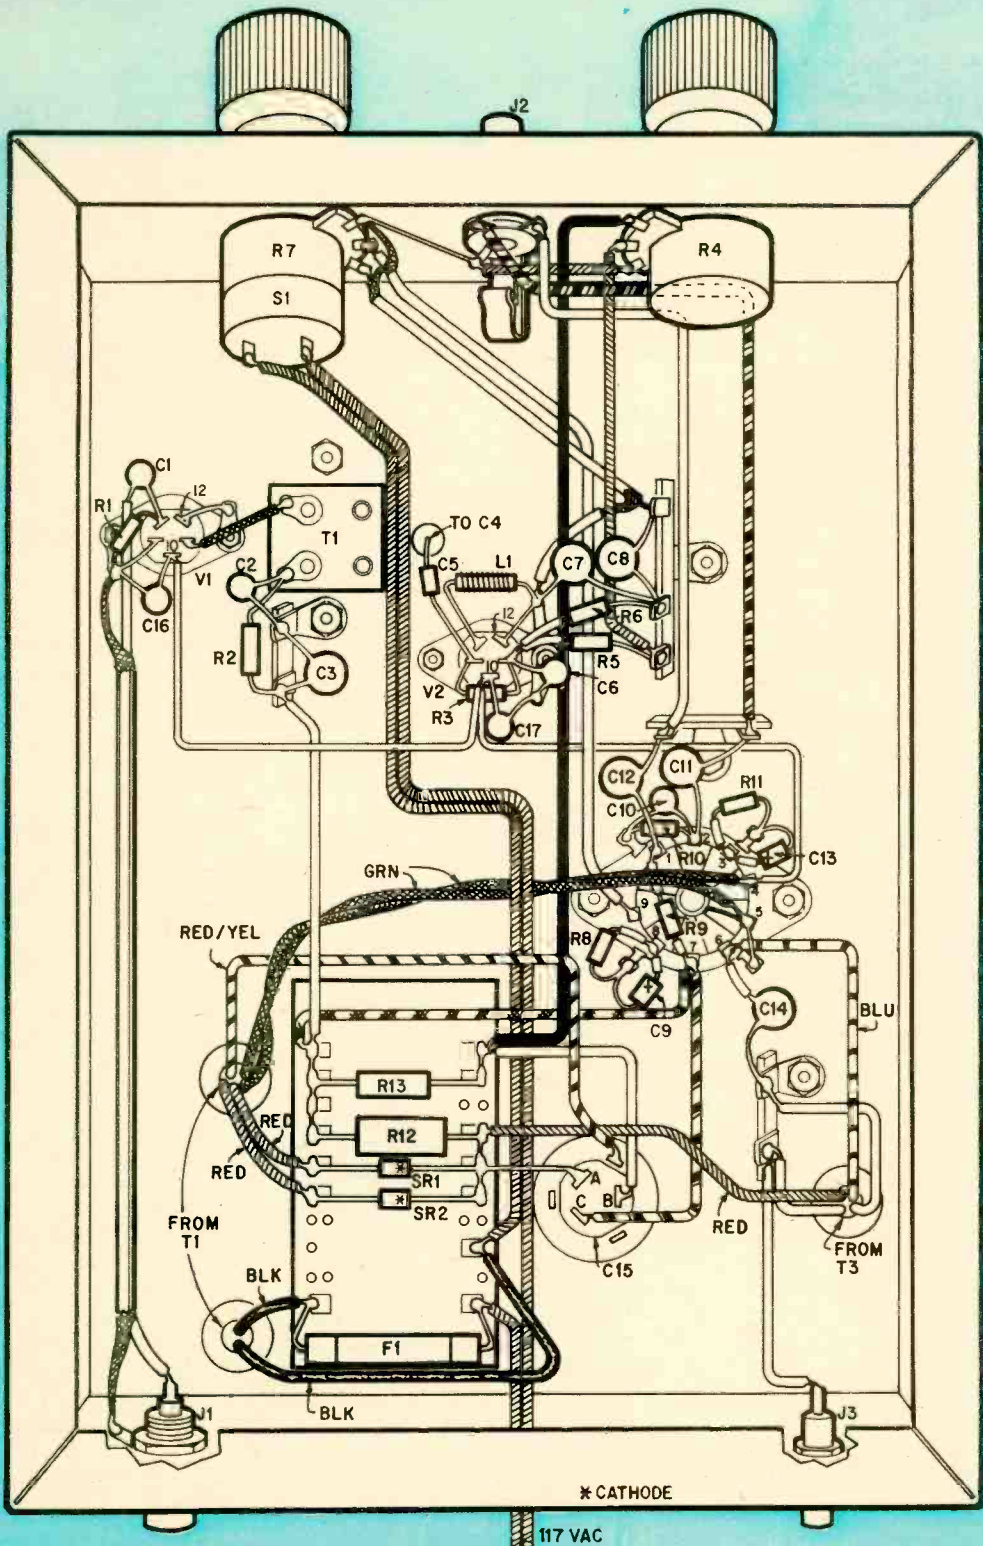 J2
R7
R4
S1
C1
R1
12
10
V1
T1
C2
C16
R2
C3
TO C4
C5
L1
C7
C8
12
R6
R5
10
V2
C6
R3
C17
C12
C11
C10
R11
1
R10
2
3
C13
4
GRN
9
5
R9
8
6
7
R8
RED/YEL
C9
C14
BLU
R13
R12
RED
RED
* SR1
* SR2
A
B
C
RED
FROM
T1
FROM
T3
C15
BLK
F1
BLK
J1
J3
* CATHODE
117 VAC